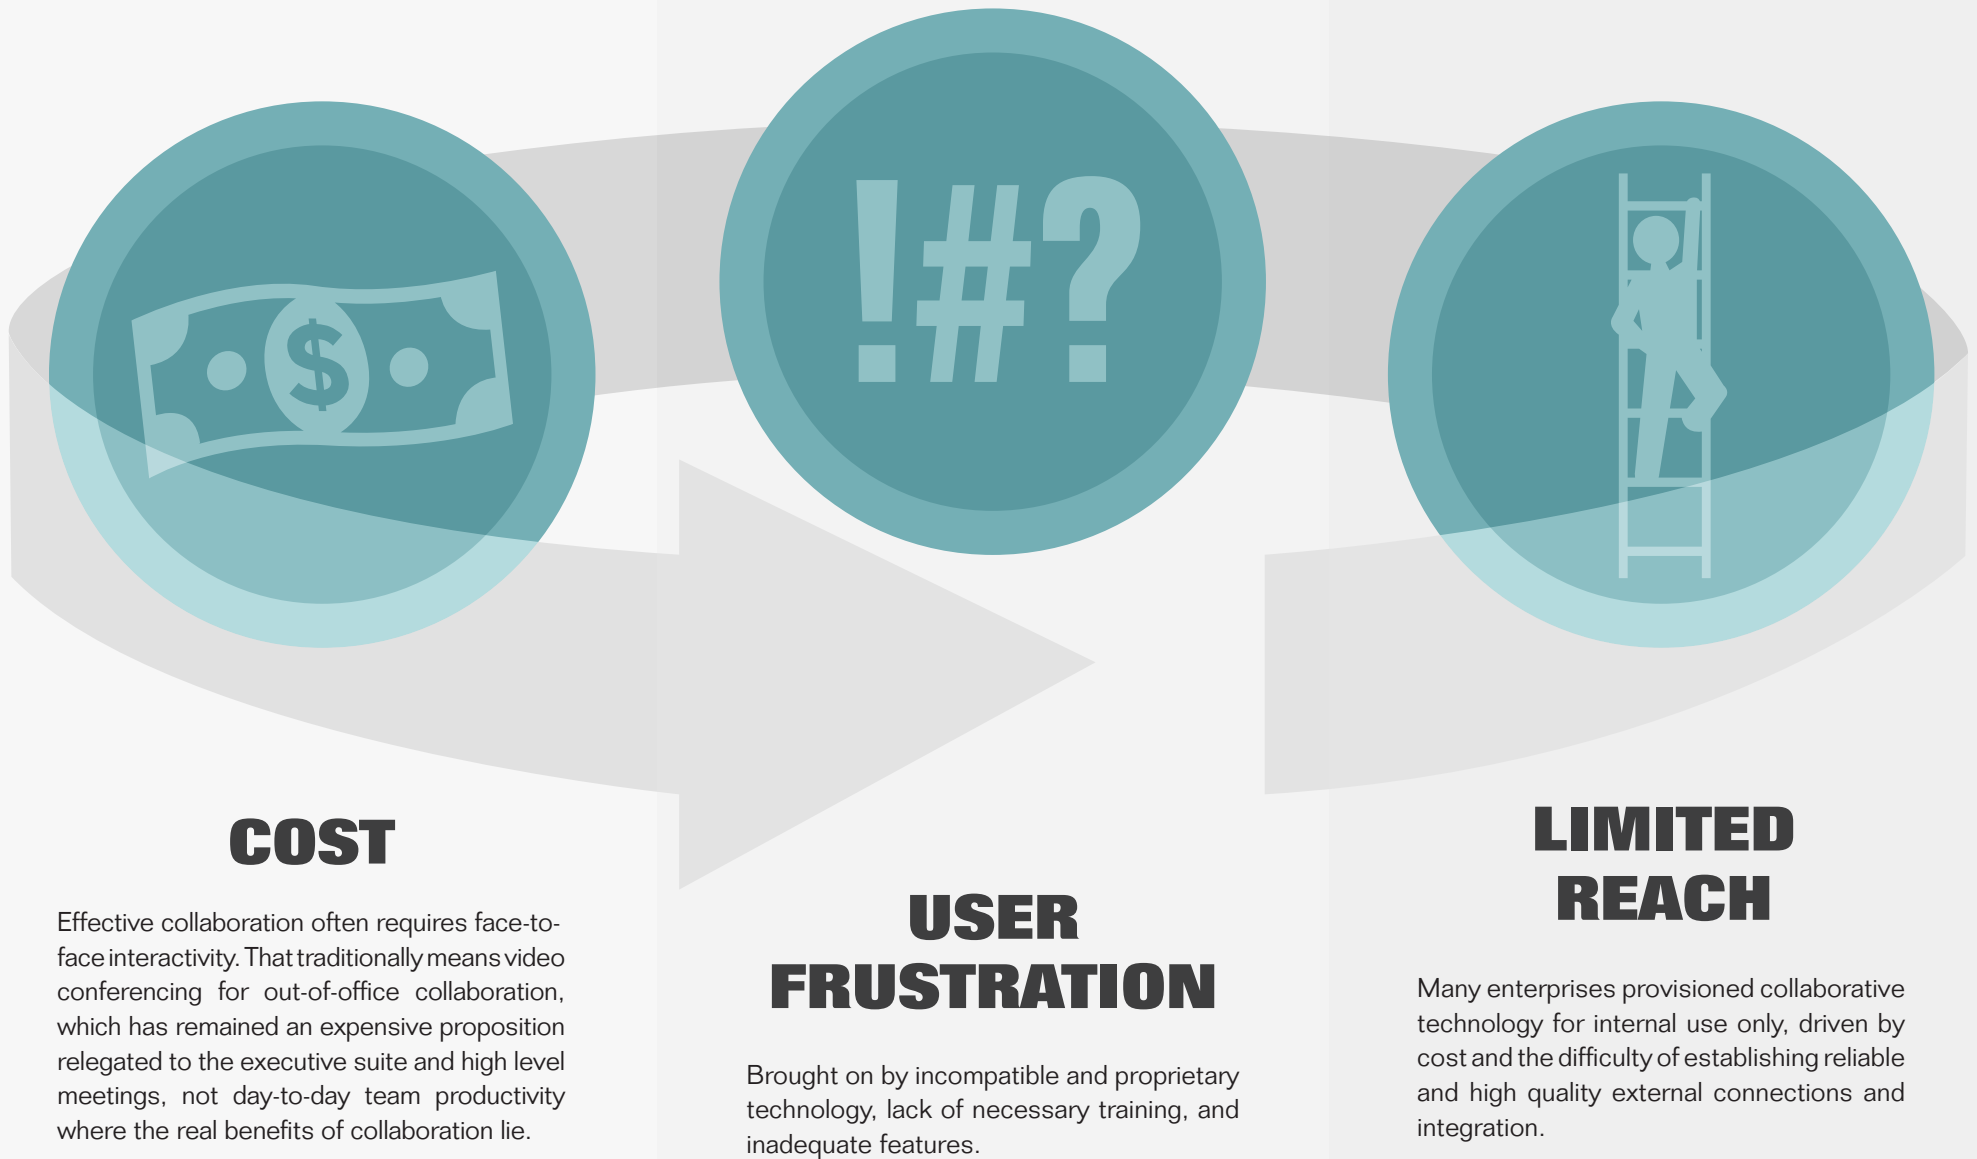 $
!#?
COST
Effective collaboration often requires face-to-
face interactivity. That traditionally means video
conferencing for out-of-office collaboration,
which has remained an expensive proposition
relegated to the executive suite and high level
meetings, not day-to-day team productivity
where the real benefits of collaboration lie.
USER
FRUSTRATION
Brought on by incompatible and proprietary
technology, lack of necessary training, and
inadequate features.
LIMITED
REACH
Many enterprises provisioned collaborative
technology for internal use only, driven by
cost and the difficulty of establishing reliable
and high quality external connections and
integration.